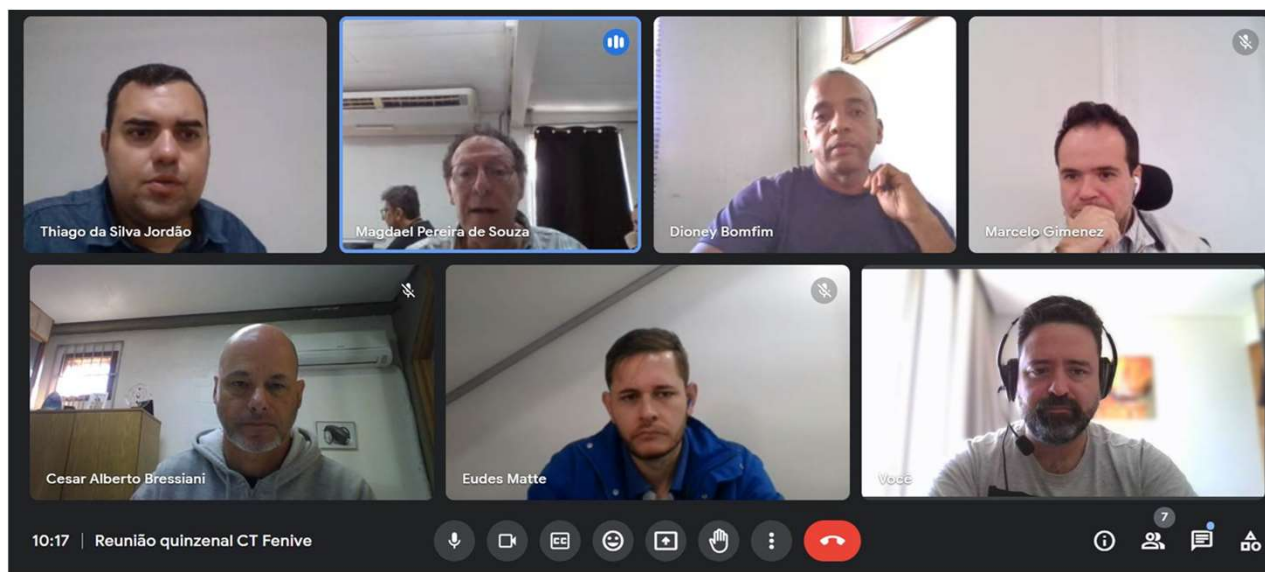 Thiago da Silva Jordão
Magdael Pereira de Souza
Dioney Bomfim
Marcelo Gimenez
Cesar Alberto Bressiani
Eudes Matte
Você
10:17 | Reunião quinzenal CT Fenive
CC
7